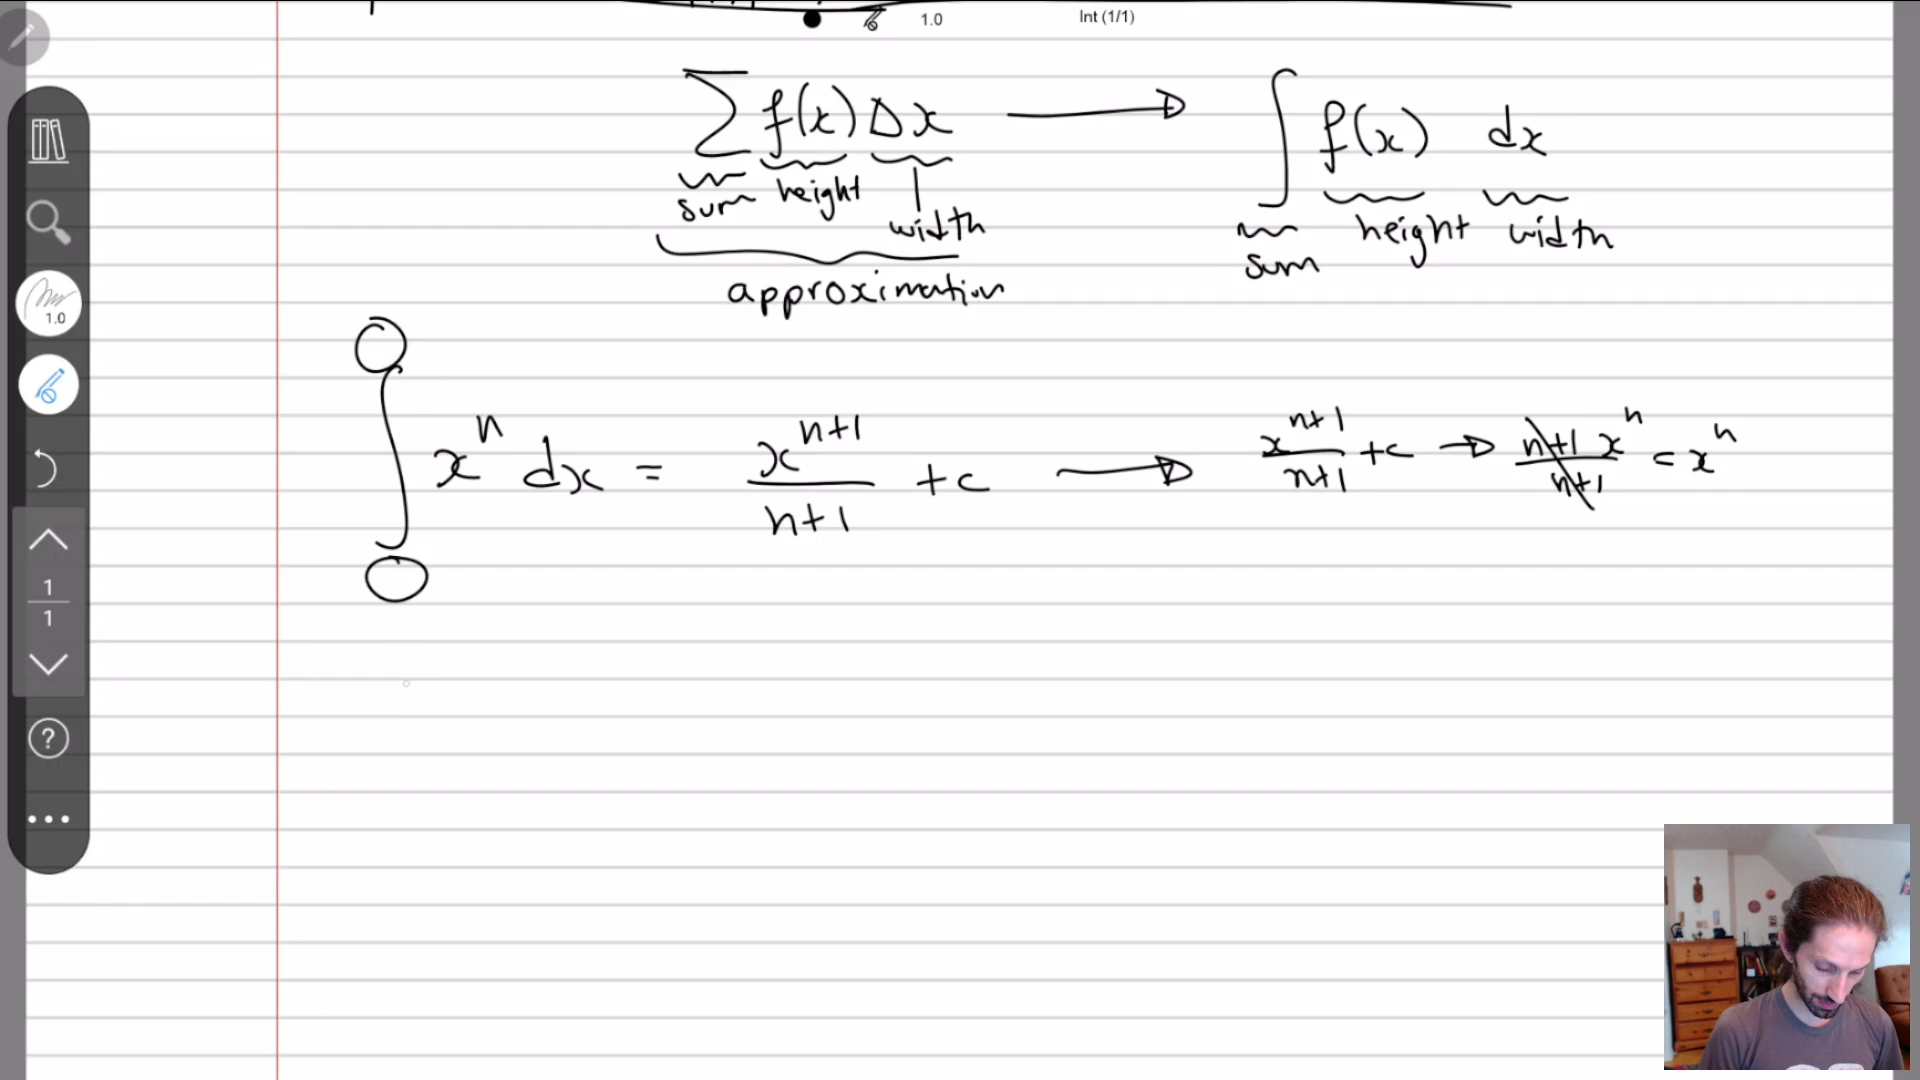 1.0 Int (1/1)
∑ f(x) Δx → ∫ f(x) dx
sum height width sum height width
approximation
1.0
∫ xⁿ dx = xⁿ⁺¹/n+1 + c → xⁿ⁺¹/n+1 + c → n+1 xⁿ/n+1 = xⁿ
1
1
?